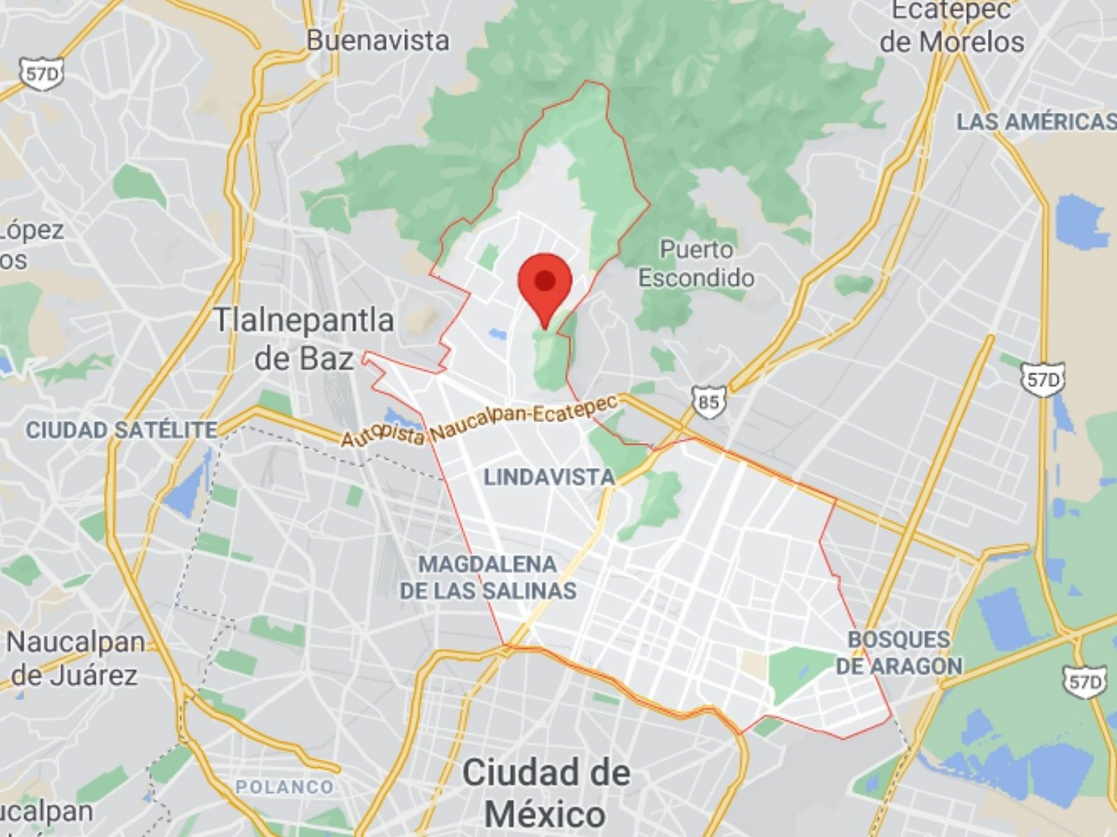 Ecatepec
de Morelos
Buenavista
57D
LAS AMÉRICAS
López
os
Puerto
Escondido
Tlalnepantla
de Baz
57D
85
CIUDAD SATÉLITE
Autopista Naucalpan-Ecatepec
LINDAVISTA
MAGDALENA
DE LAS SALINAS
Naucalpan
de Juárez
BOSQUES
DE ARAGON
57D
POLANCO
Ciudad de
México
ucalpan